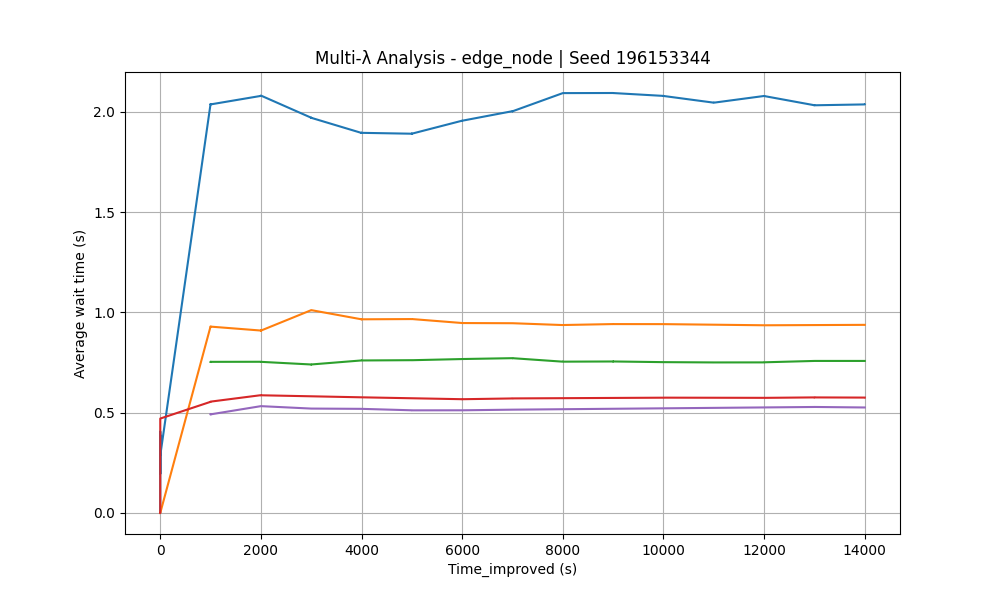 Multi-λ Analysis - edge_node | Seed 196153344
Average wait time (s)
2.0
1.5
1.0
0.5
0.0
0 2000 4000 6000 8000 10000 12000 14000
Time_improved (s)